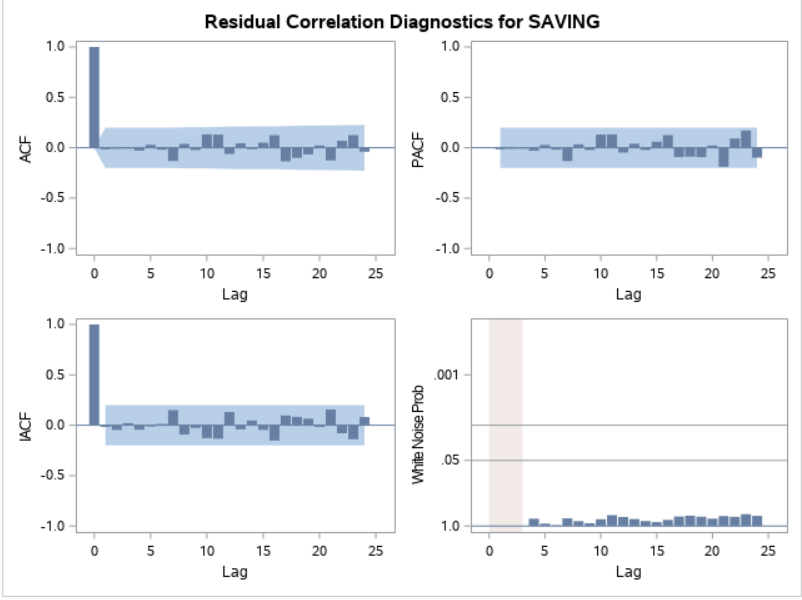 Residual Correlation Diagnostics for SAVING
1.0
0.5
0.0
-0.5
-1.0
ACF
0 5 10 15 20 25
Lag
1.0
0.5
0.0
-0.5
-1.0
PACF
0 5 10 15 20 25
Lag
1.0
0.5
0.0
-0.5
-1.0
IACF
0 5 10 15 20 25
Lag
.001
.05
1.0
White Noise Prob
0 5 10 15 20 25
Lag